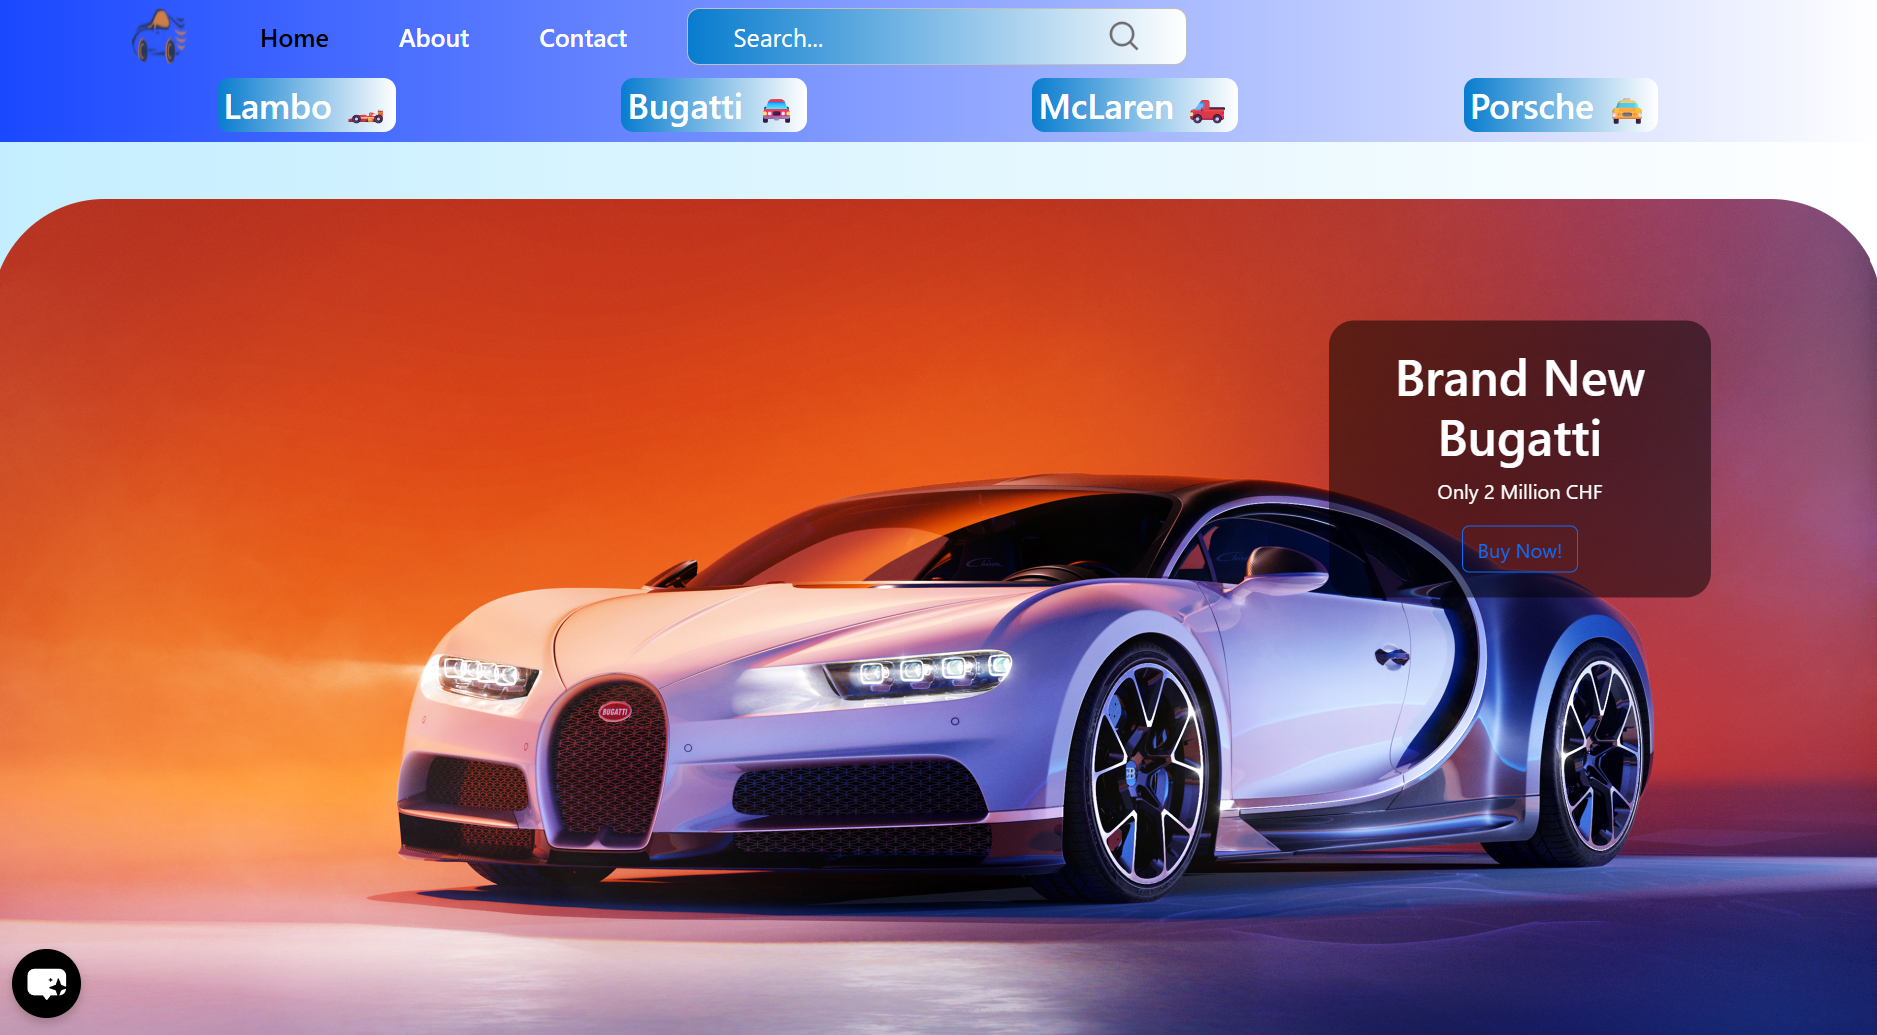 Home
About
Contact
Search...
Lambo
Bugatti
McLaren
Porsche
Brand New
Bugatti
Only 2 Million CHF
Buy Now!
BUGATTI